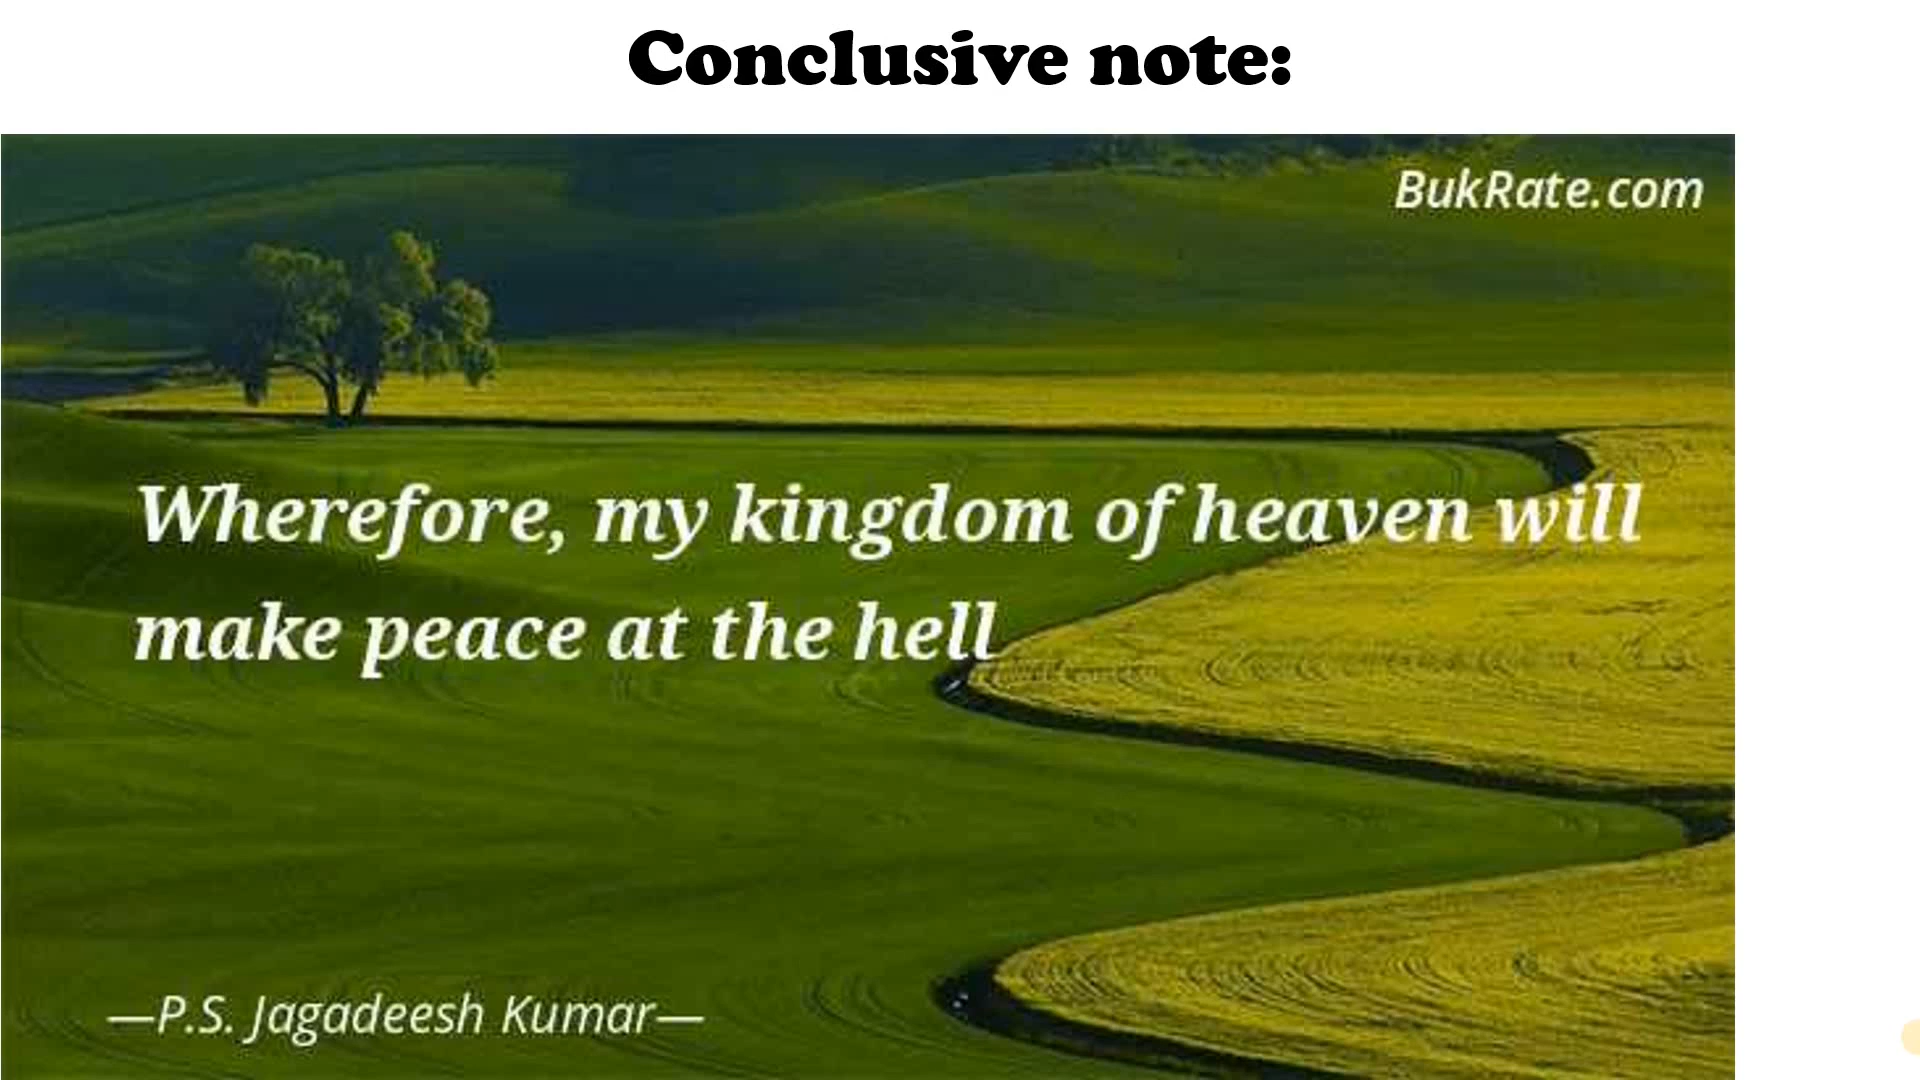 Conclusive note:
BukRate.com
Wherefore, my kingdom of heaven will
make peace at the hell
—P.S. Jagadeesh Kumar—